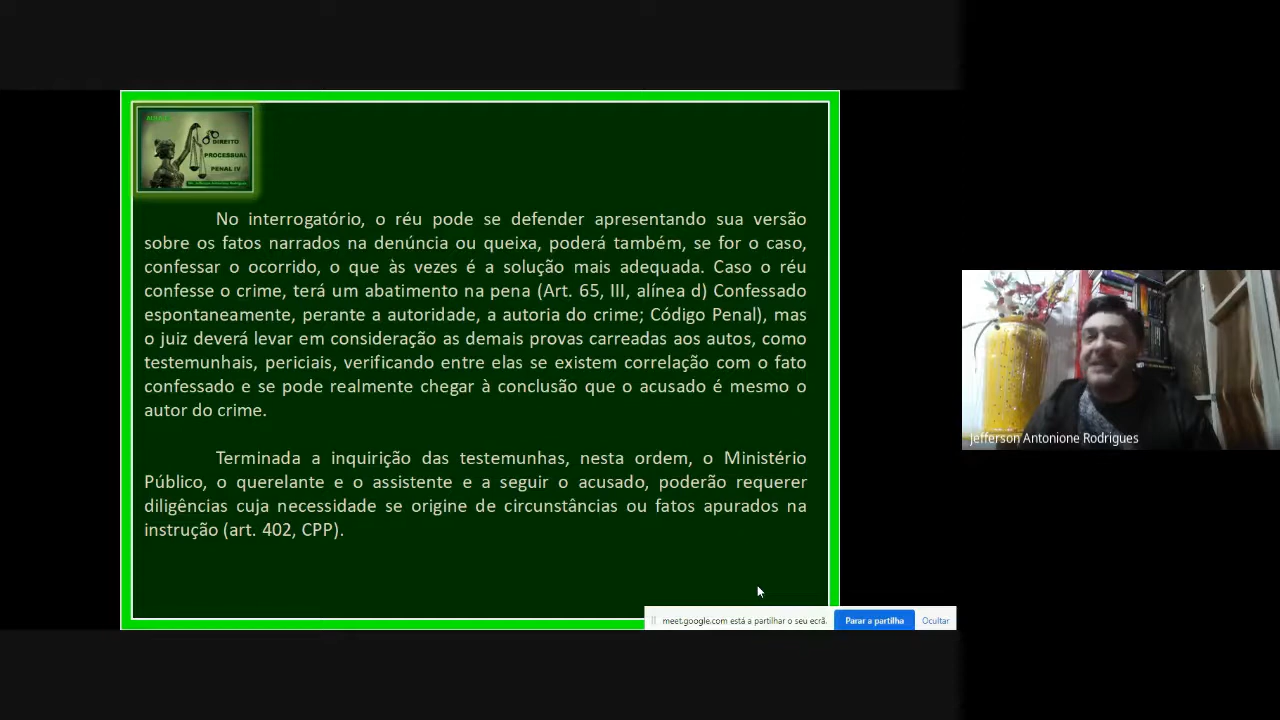 DIREITO
PROCESSUAL
PENAL IV
No interrogatório, o réu pode se defender apresentando sua versão
sobre os fatos narrados na denúncia ou queixa, poderá também, se for o caso,
confessar o ocorrido, o que às vezes é a solução mais adequada. Caso o réu
confesse o crime, terá um abatimento na pena (Art. 65, III, alínea d) Confessado
espontaneamente, perante a autoridade, a autoria do crime; Código Penal), mas
o juiz deverá levar em consideração as demais provas carreadas aos autos, como
testemunhais, periciais, verificando entre elas se existem correlação com o fato
confessado e se pode realmente chegar à conclusão que o acusado é mesmo o
autor do crime.
Terminada a inquirição das testemunhas, nesta ordem, o Ministério
Público, o querelante e o assistente e a seguir o acusado, poderão requerer
diligências cuja necessidade se origine de circunstâncias ou fatos apurados na
instrução (art. 402, CPP).
meet.google.com está a partilhar o seu ecrã. Parar a partilha Ocultar
Jefferson Antonione Rodrigues